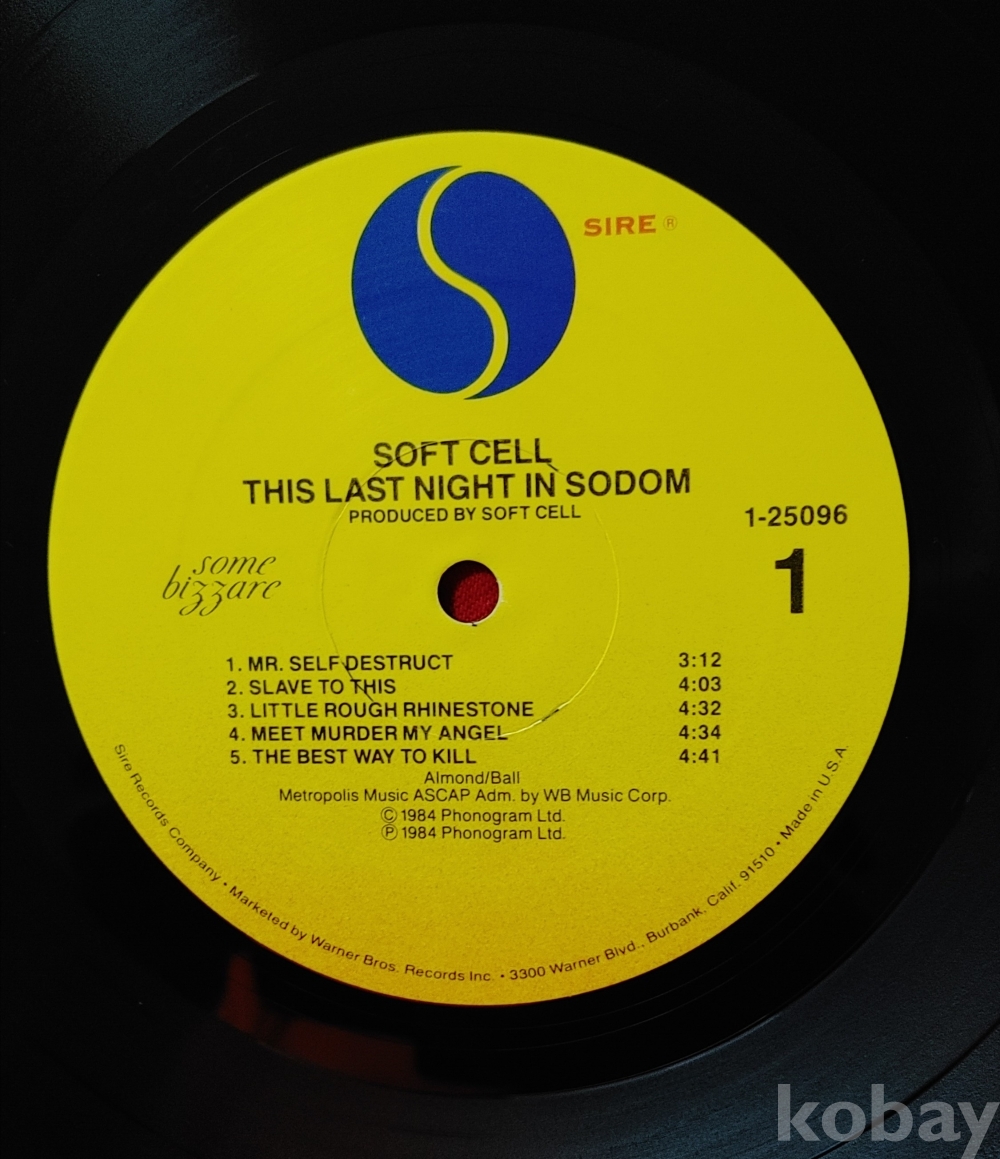 SIRE ®
SOFT CELL
THIS LAST NIGHT IN SODOM
PRODUCED BY SOFT CELL
1-25096
1
some
bizzare
1. MR. SELF DESTRUCT 3:12
2. SLAVE TO THIS 4:03
3. LITTLE ROUGH RHINESTONE 4:32
4. MEET MURDER MY ANGEL 4:34
5. THE BEST WAY TO KILL 4:41
Almond/Ball
Metropolis Music ASCAP Adm. by WB Music Corp.
© 1984 Phonogram Ltd.
℗ 1984 Phonogram Ltd.
Sire Records Company • Marketed by Warner Bros. Records Inc. • 3300 Warner Blvd., Burbank, Calif. 91510 • Made in U.S.A.
kobay